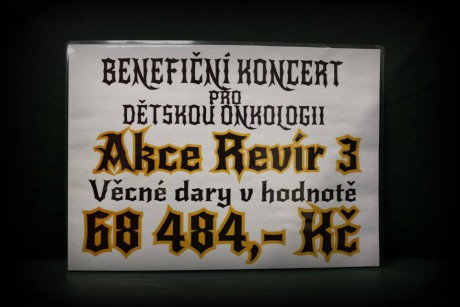 BENEFIČNÍ KONCERT
PRO
DĚTSKOU ONKOLOGII
Akce Revír 3
Věcné dary v hodnotě
68 484,- Kč